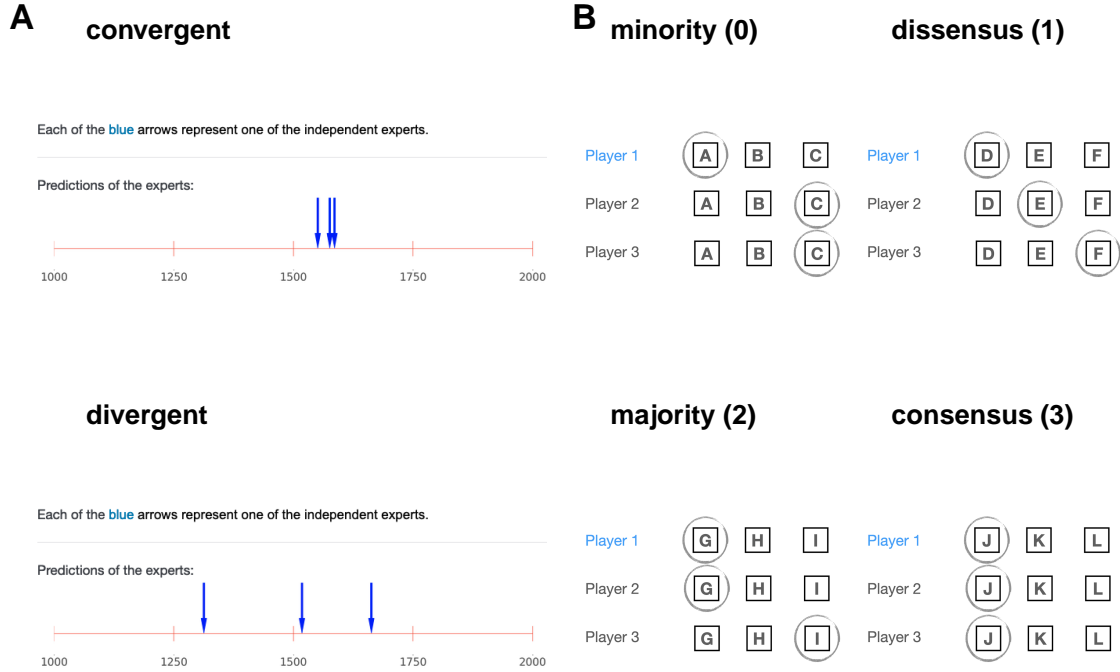 A
convergent
Each of the blue arrows represent one of the independent experts.
Predictions of the experts:
1000 1250 1500 1750 2000
divergent
Each of the blue arrows represent one of the independent experts.
Predictions of the experts:
1000 1250 1500 1750 2000
B
minority (0)
Player 1 A B C
Player 2 A B C
Player 3 A B C
dissensus (1)
Player 1 D E F
Player 2 D E F
Player 3 D E F
majority (2)
Player 1 G H I
Player 2 G H I
Player 3 G H I
consensus (3)
Player 1 J K L
Player 2 J K L
Player 3 J K L